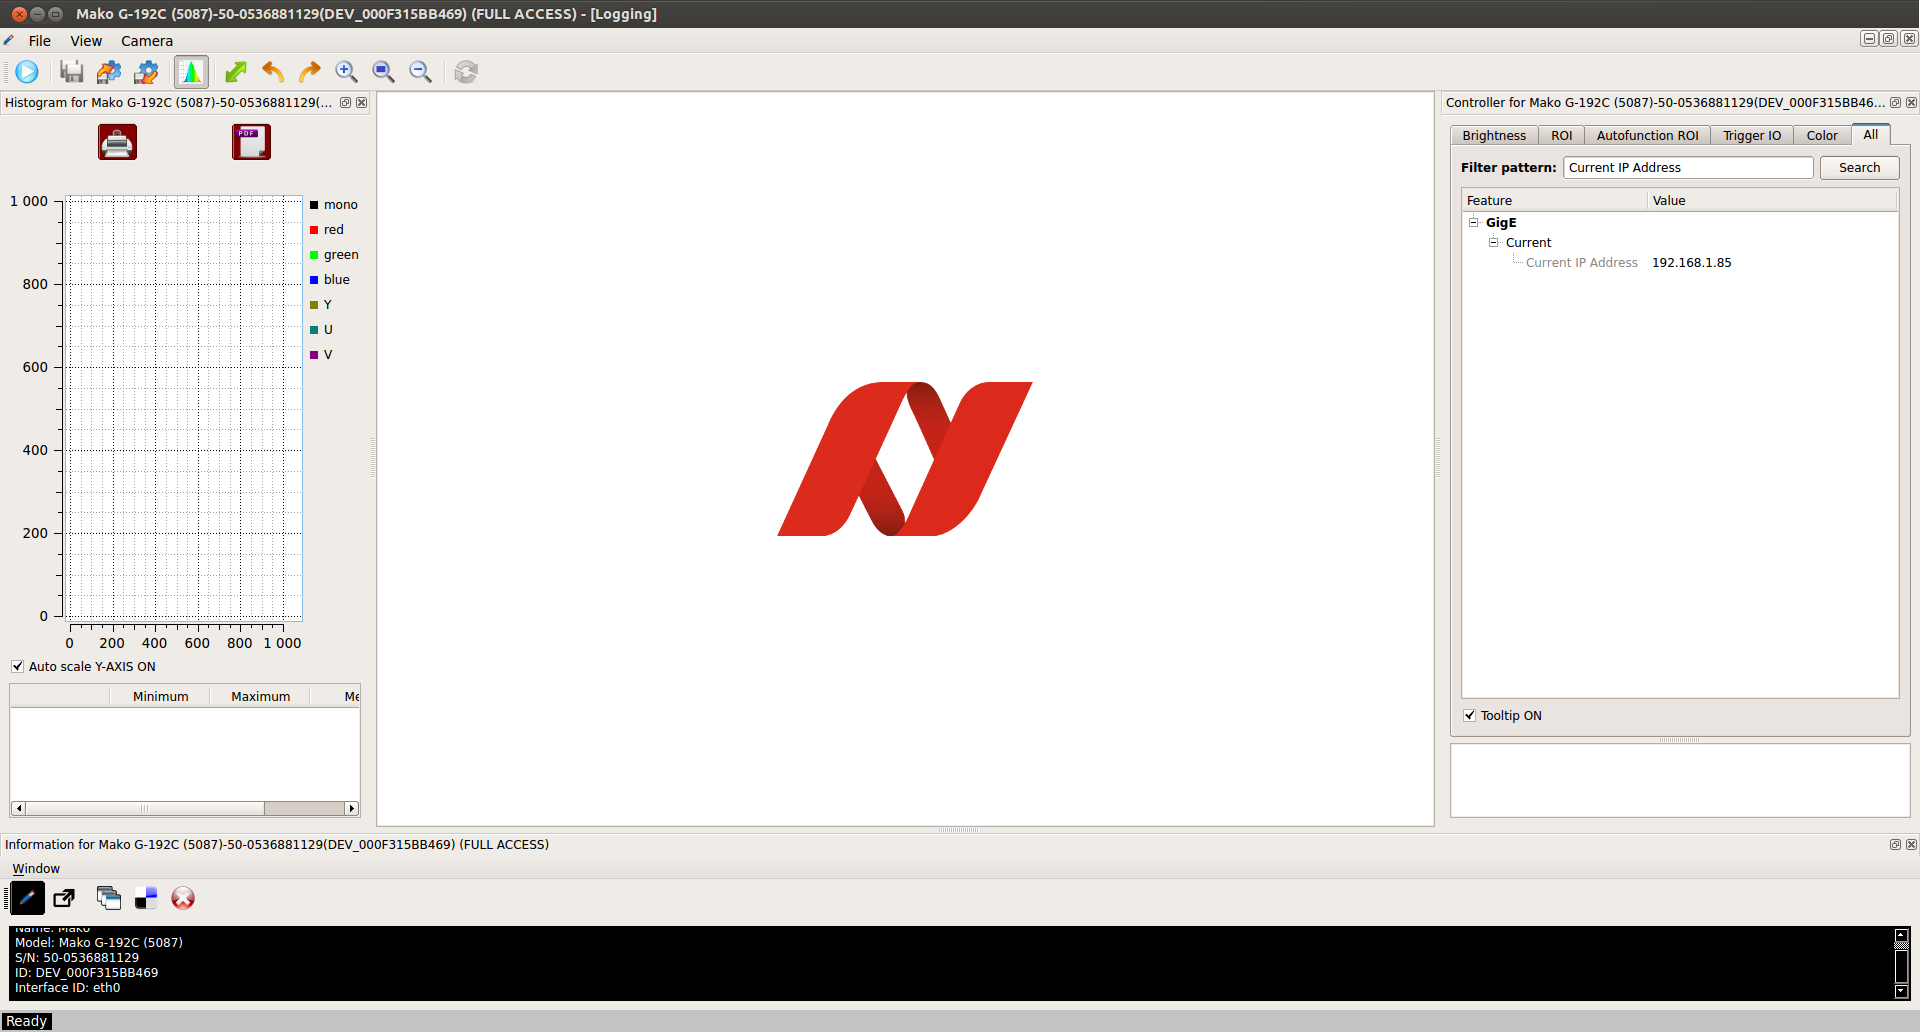 Mako G-192C (5087)-50-0536881129(DEV_000F315BB469) (FULL ACCESS) - [Logging]
File View Camera
Histogram for Mako G-192C (5087)-50-0536881129(...
PDF
1 000
800
600
400
200
0
0 200 400 600 800 1 000
mono
red
green
blue
Y
U
V
Auto scale Y-AXIS ON
Minimum Maximum Me
Controller for Mako G-192C (5087)-50-0536881129(DEV_000F315BB46...
Brightness ROI Autofunction ROI Trigger IO Color All
Filter pattern: Current IP Address Search
Feature Value
GigE
Current
Current IP Address 192.168.1.85
Tooltip ON
Information for Mako G-192C (5087)-50-0536881129(DEV_000F315BB469) (FULL ACCESS)
Window
Name: Mako
Model: Mako G-192C (5087)
S/N: 50-0536881129
ID: DEV_000F315BB469
Interface ID: eth0
Ready